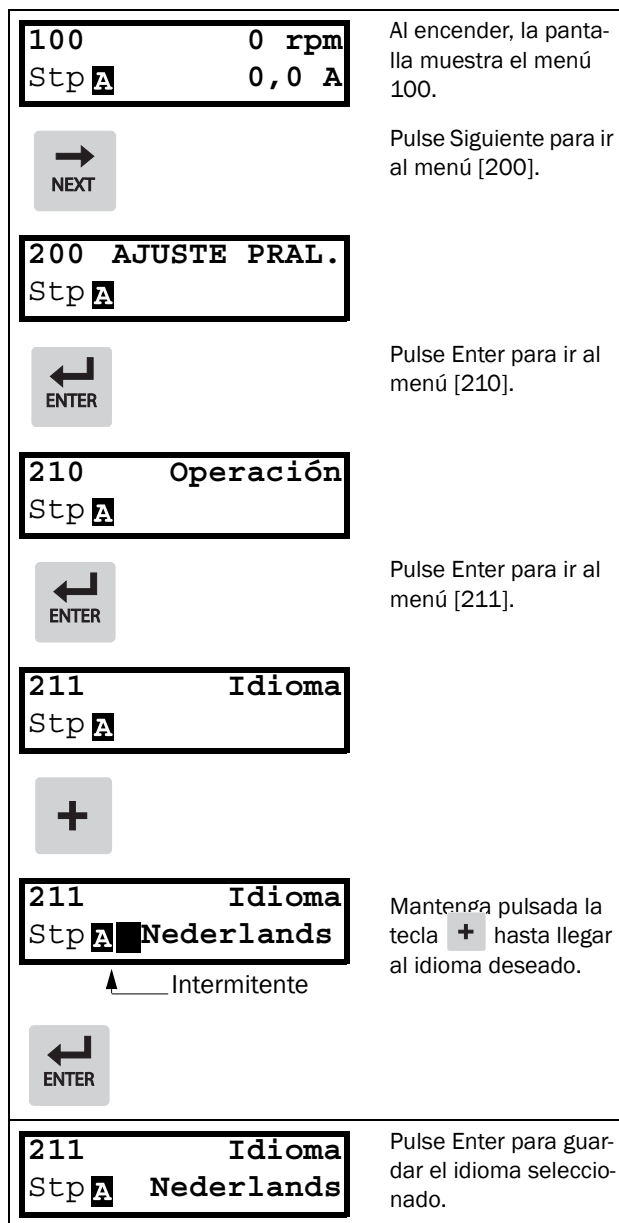 100 0 rpm
Stp A 0,0 A
Al encender, la panta-
lla muestra el menú
100.
NEXT
Pulse Siguiente para ir
al menú [200].
200 AJUSTE PRAL.
Stp A
ENTER
Pulse Enter para ir al
menú [210].
210 Operación
Stp A
ENTER
Pulse Enter para ir al
menú [211].
211 Idioma
Stp A
+
211 Idioma
Stp A Nederlands
Intermitente
Mantenga pulsada la
tecla + hasta llegar
al idioma deseado.
ENTER
211 Idioma
Stp A Nederlands
Pulse Enter para guar-
dar el idioma seleccio-
nado.